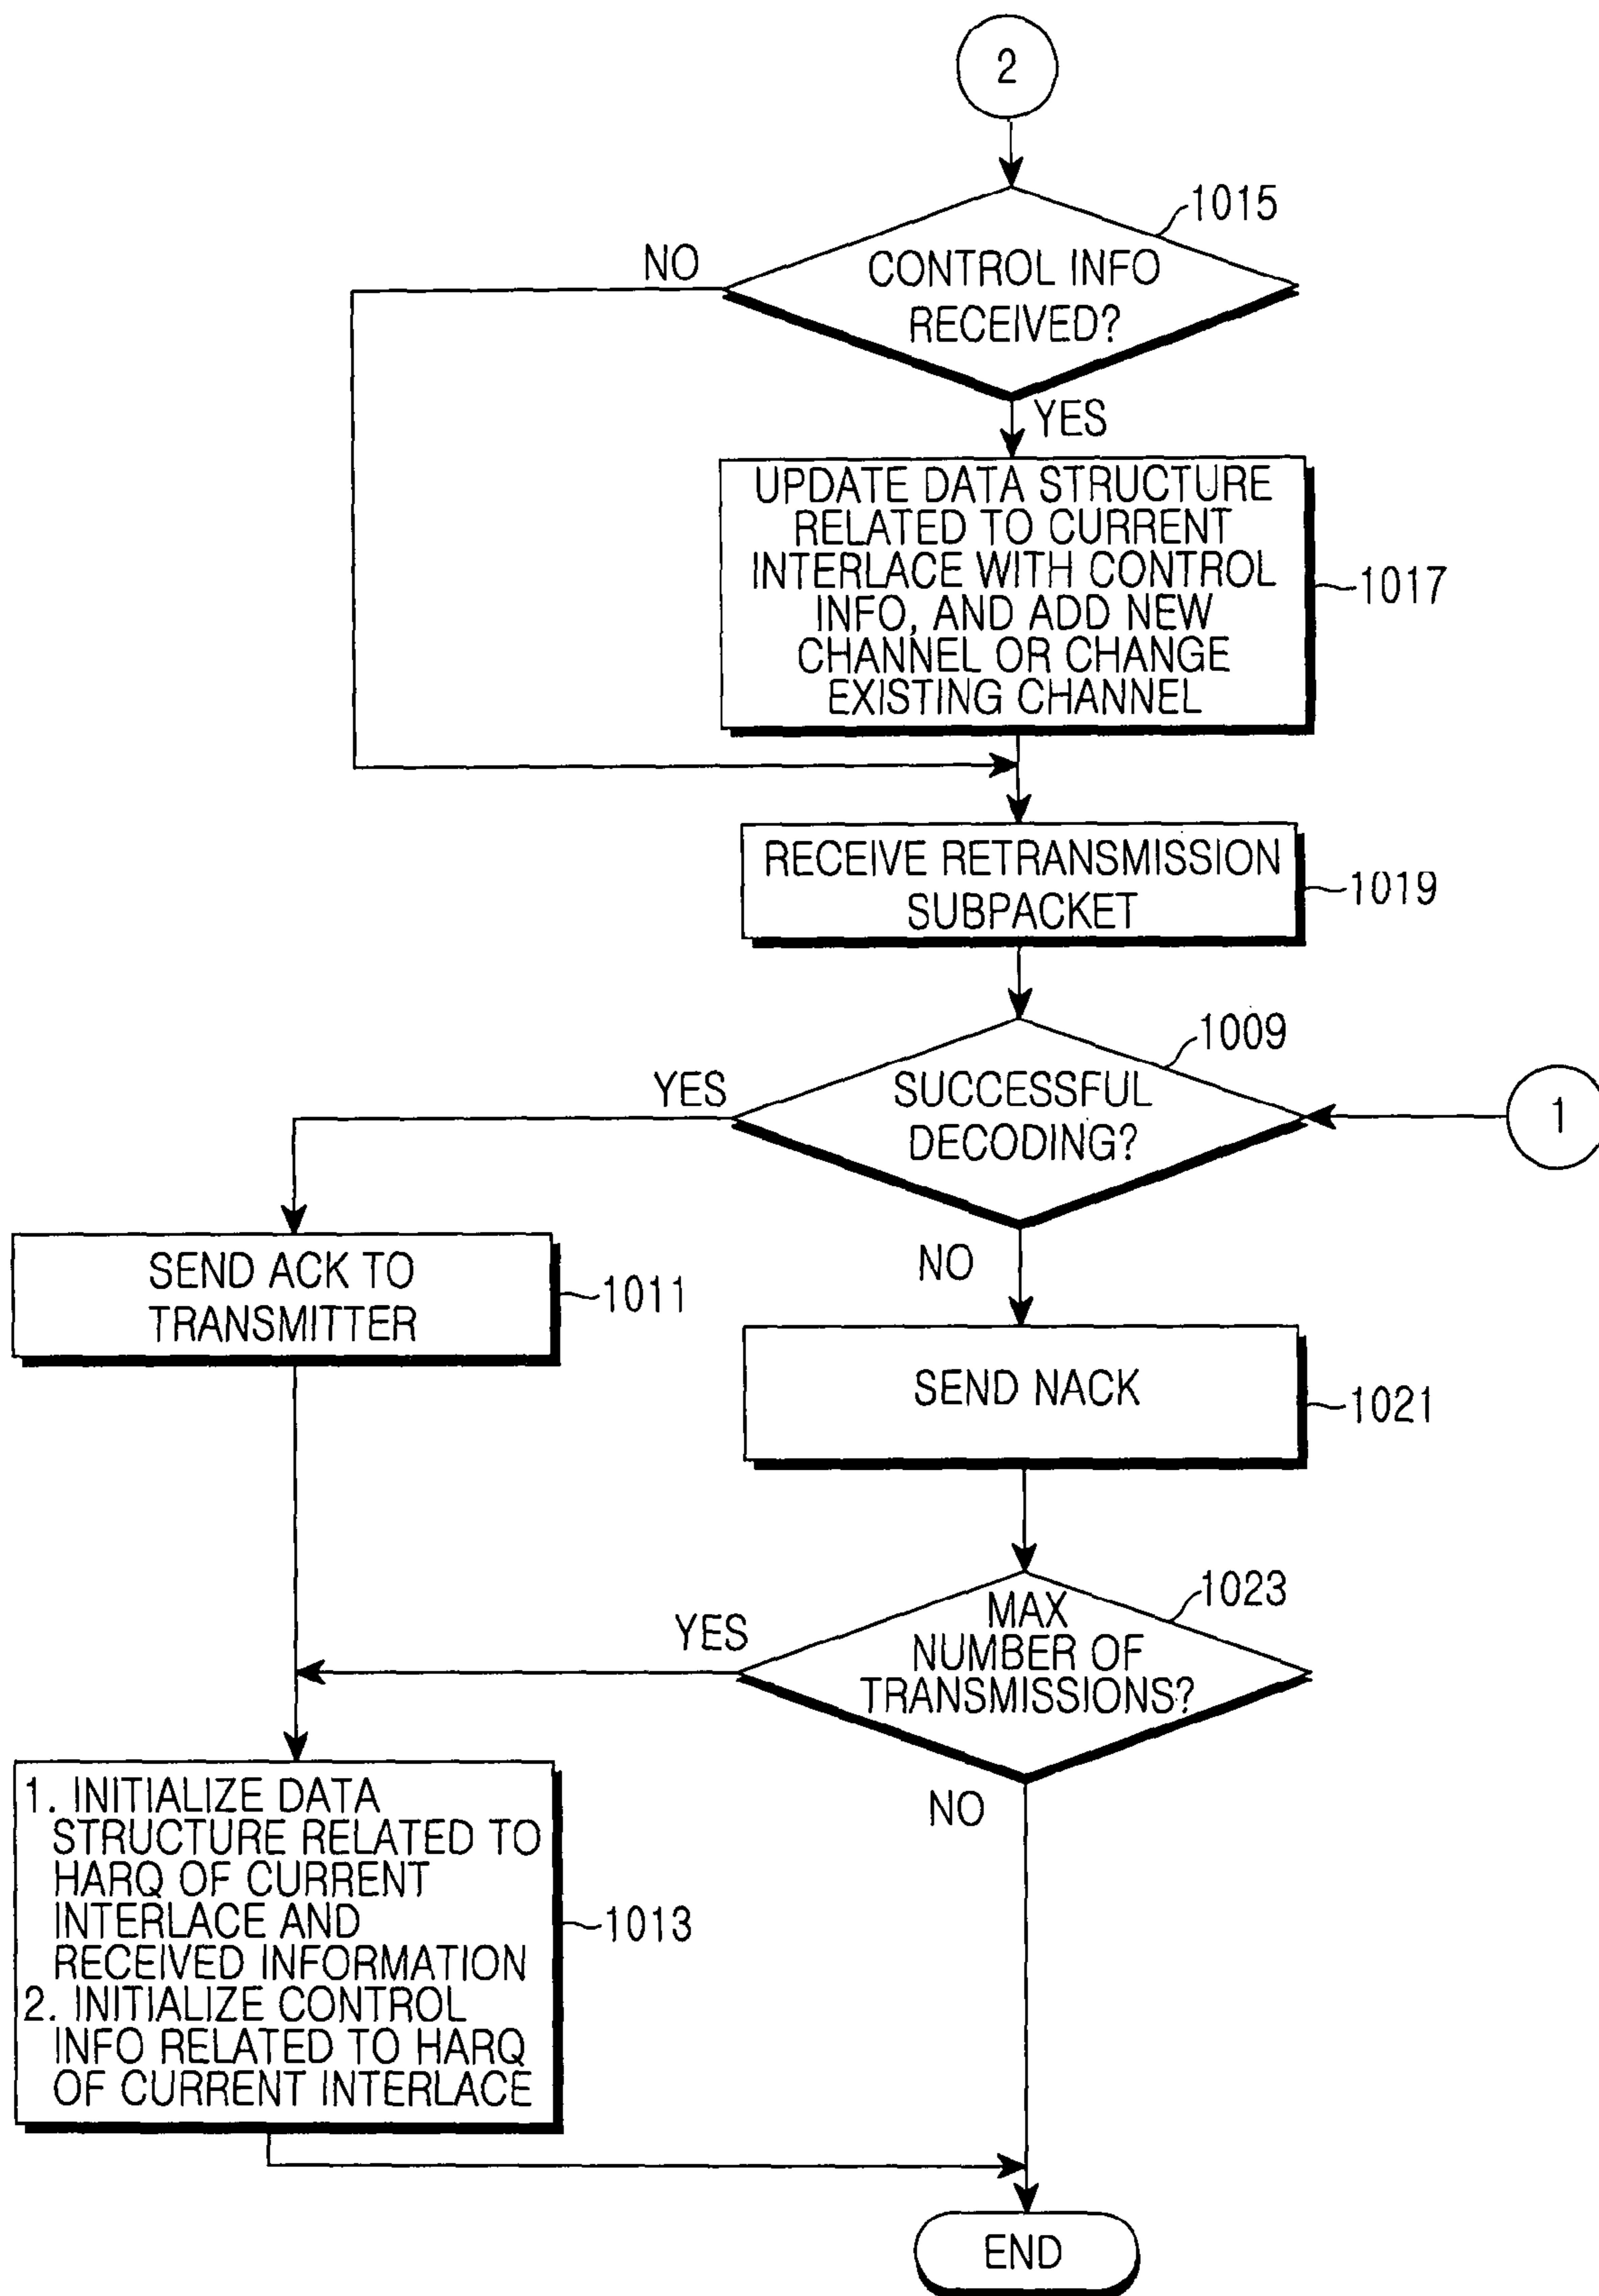 2
1015
NO
CONTROL INFO
RECEIVED?
YES
UPDATE DATA STRUCTURE
RELATED TO CURRENT
INTERLACE WITH CONTROL
INFO, AND ADD NEW
CHANNEL OR CHANGE
EXISTING CHANNEL
1017
RECEIVE RETRANSMISSION
SUBPACKET
1019
1009
YES
SUCCESSFUL
DECODING?
1
NO
SEND ACK TO
TRANSMITTER
1011
SEND NACK
1021
1023
YES
MAX
NUMBER OF
TRANSMISSIONS?
NO
1. INITIALIZE DATA
STRUCTURE RELATED TO
HARQ OF CURRENT
INTERLACE AND
RECEIVED INFORMATION
2. INITIALIZE CONTROL
INFO RELATED TO HARQ
OF CURRENT INTERLACE
1013
END